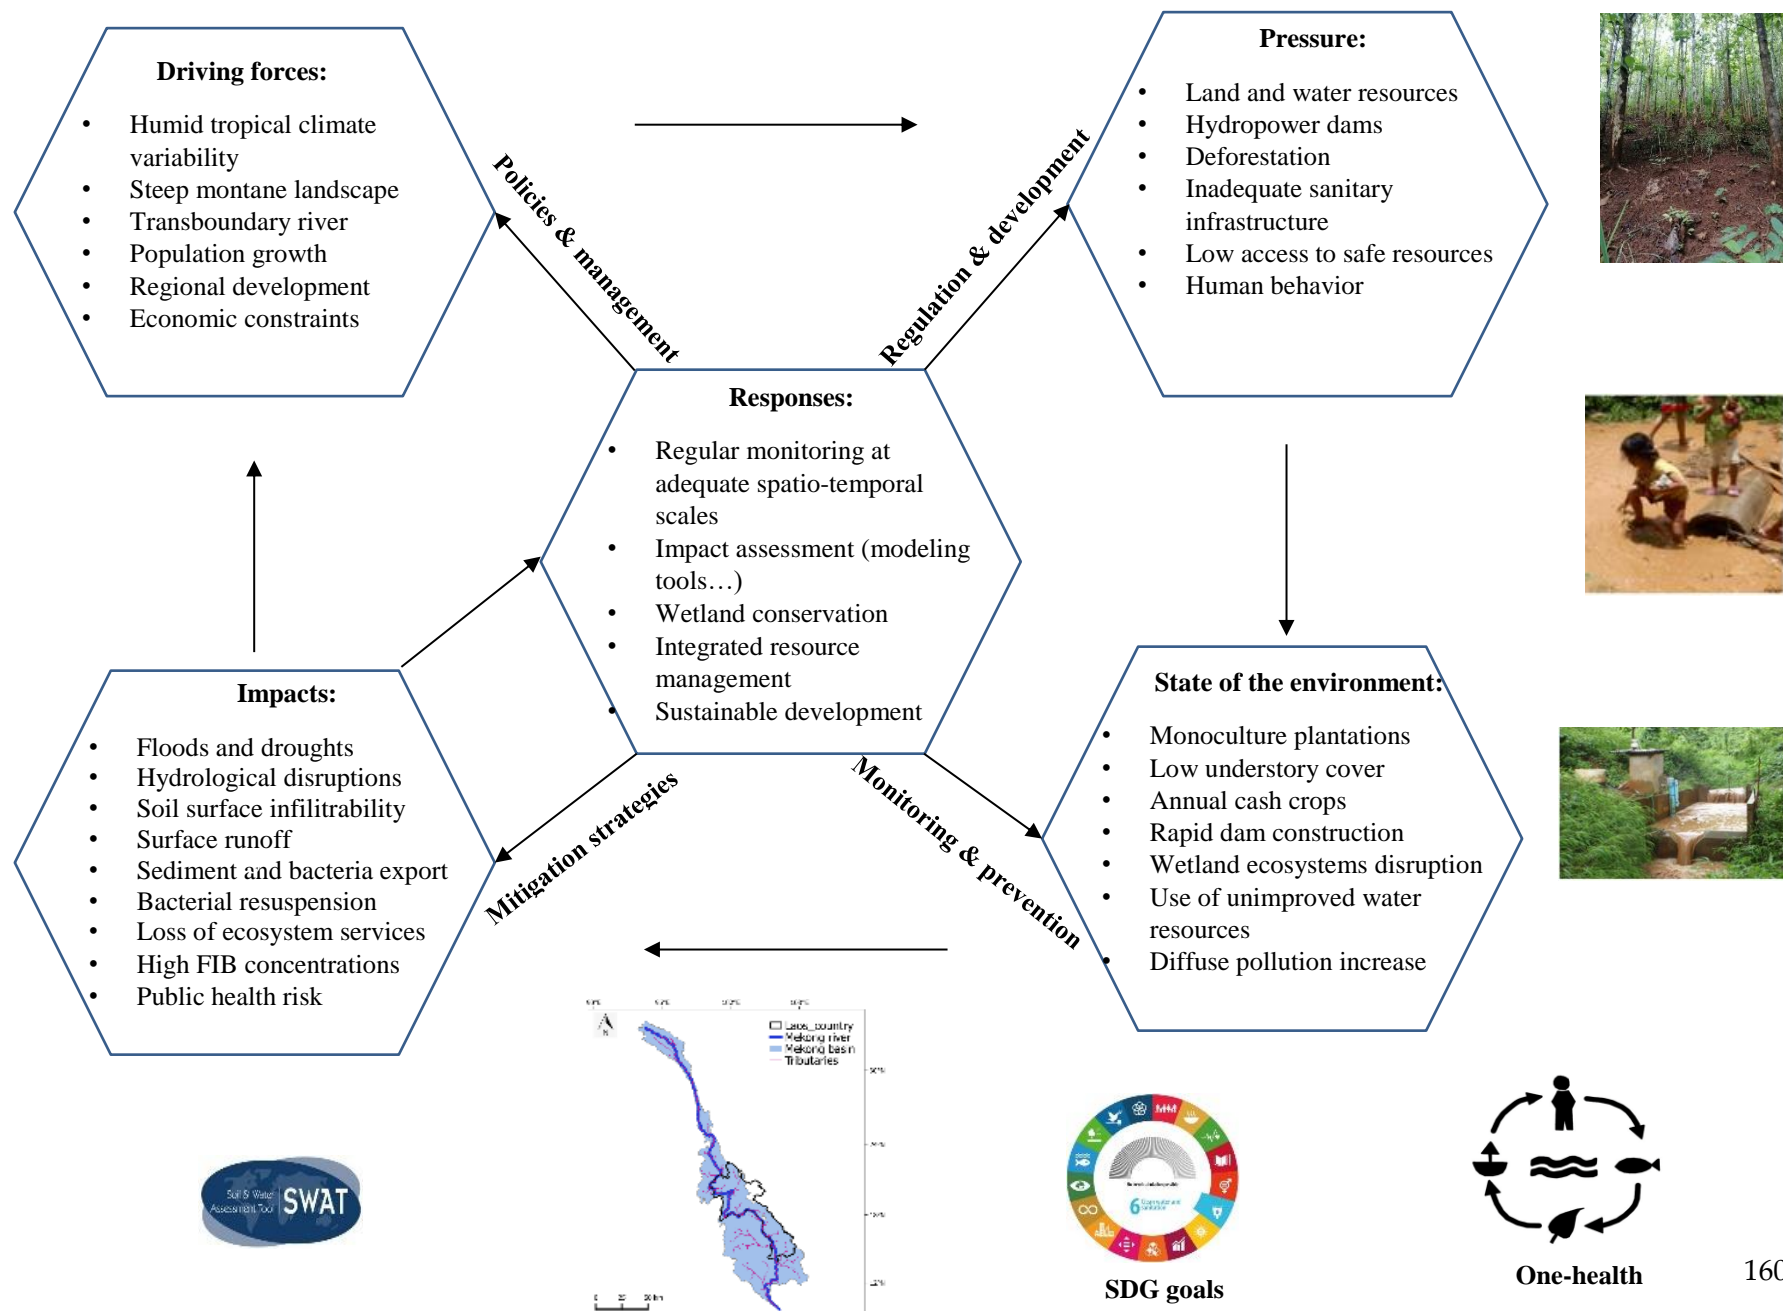 Driving forces:
• Humid tropical climate
variability
• Steep montane landscape
• Transboundary river
• Population growth
• Regional development
• Economic constraints
Policies & management
Regulation & development
Pressure:
• Land and water resources
• Hydropower dams
• Deforestation
• Inadequate sanitary
infrastructure
• Low access to safe resources
• Human behavior
Responses:
• Regular monitoring at
adequate spatio-temporal
scales
• Impact assessment (modeling
tools…)
• Wetland conservation
• Integrated resource
management
• Sustainable development
Impacts:
• Floods and droughts
• Hydrological disruptions
• Soil surface infilitrability
• Surface runoff
• Sediment and bacteria export
• Bacterial resuspension
• Loss of ecosystem services
• High FIB concentrations
• Public health risk
Mitigation strategies
Monitoring & prevention
State of the environment:
• Monoculture plantations
• Low understory cover
• Annual cash crops
• Rapid dam construction
• Wetland ecosystems disruption
• Use of unimproved water
resources
• Diffuse pollution increase
Laos_country
Mekong river
Mekong basin
Tributaries
N
Soil & Water
Assessment Tool
SWAT
6
SDG goals
One-health
160